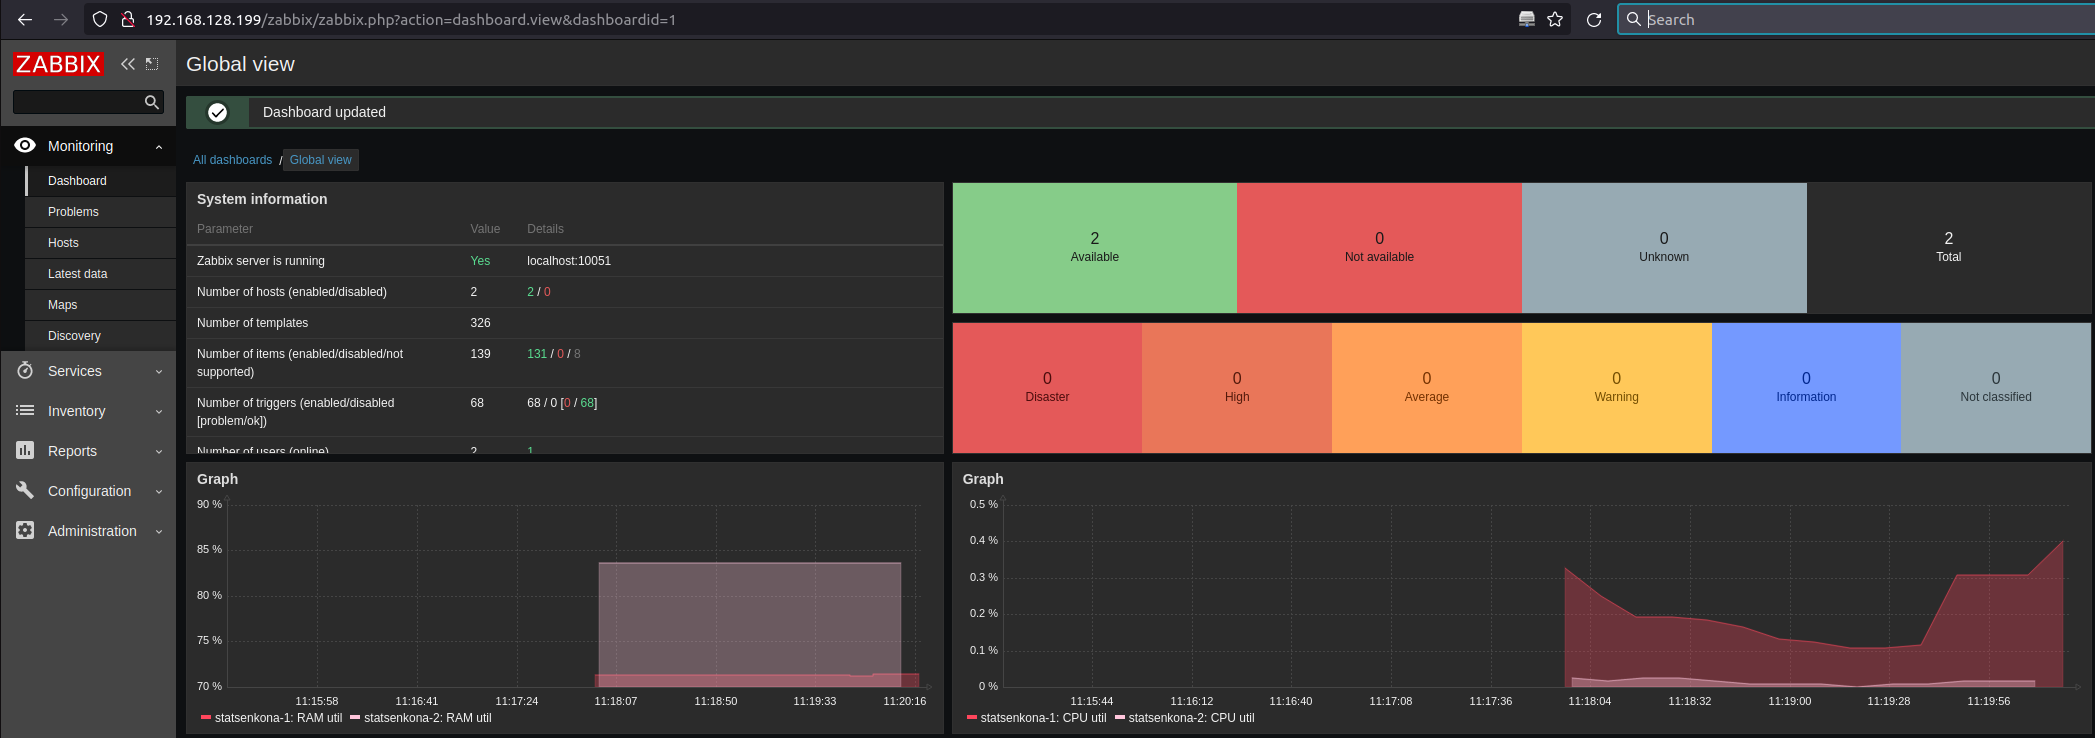 192.168.128.199/zabbix/zabbix.php?action=dashboard.view&dashboardid=1
Search
ZABBIX
Global view
Dashboard updated
Monitoring
Dashboard
Problems
Hosts
Latest data
Maps
Discovery
Services
Inventory
Reports
Configuration
Administration
All dashboards / Global view
System information
Parameter Value Details
Zabbix server is running Yes localhost:10051
Number of hosts (enabled/disabled) 2 2 / 0
Number of templates 326
Number of items (enabled/disabled/not 139 131 / 0 / 8
supported)
Number of triggers (enabled/disabled 68 68 / 0 [0 / 68]
[problem/ok])
Number of users (online) 2 1
2 0 0 2
Available Not available Unknown Total
0 0 0 0 0 0
Disaster High Average Warning Information Not classified
Graph
90 %
85 %
80 %
75 %
70 %
11:15:58 11:16:41 11:17:24 11:18:07 11:18:50 11:19:33 11:20:16
statsenkona-1: RAM util statsenkona-2: RAM util
Graph
0.5 %
0.4 %
0.3 %
0.2 %
0.1 %
0 %
11:15:44 11:16:12 11:16:40 11:17:08 11:17:36 11:18:04 11:18:32 11:19:00 11:19:28 11:19:56
statsenkona-1: CPU util statsenkona-2: CPU util